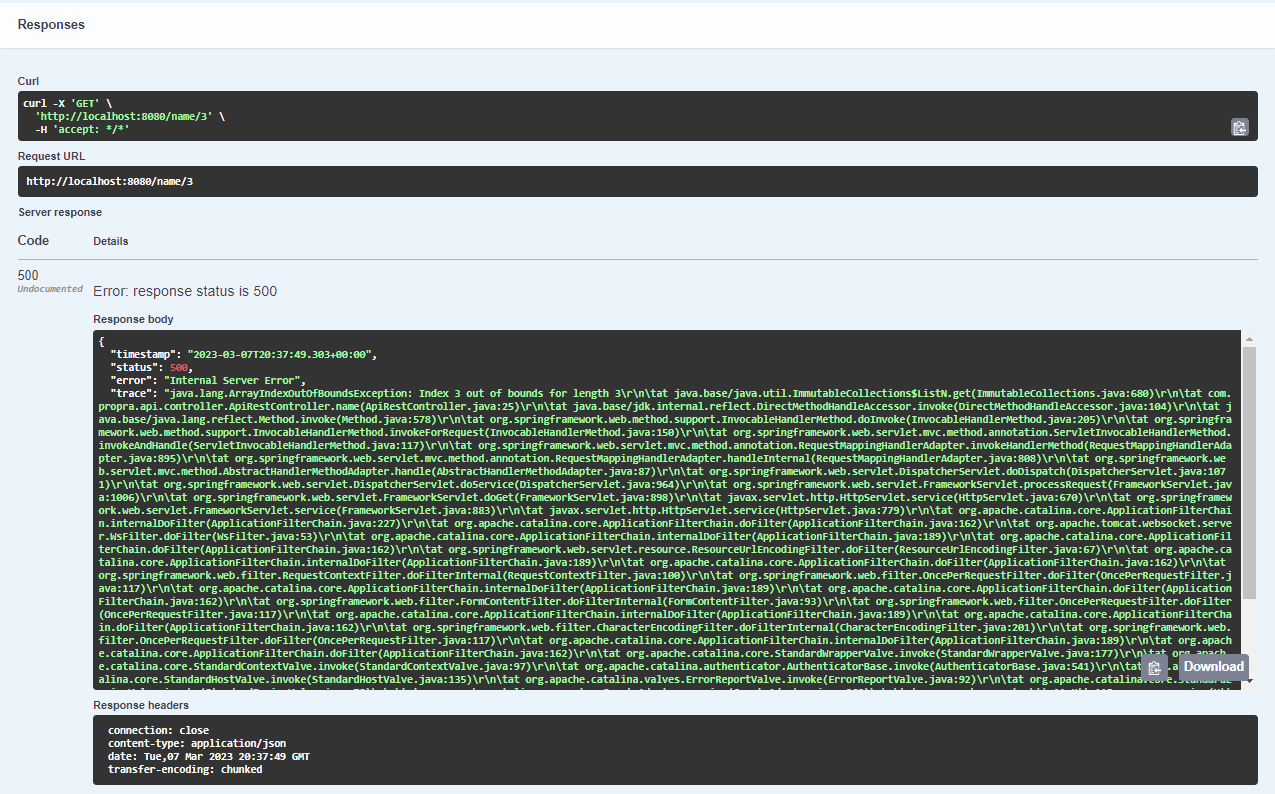 Responses
Curl
curl -X 'GET' \
  'http://localhost:8080/name/3' \
  -H 'accept: */*'
Request URL
http://localhost:8080/name/3
Server response
Code Details
500
Undocumented
Error: response status is 500
Response body
{
  "timestamp": "2023-03-07T20:37:49.303+00:00",
  "status": 500,
  "error": "Internal Server Error",
  "trace": "java.lang.ArrayIndexOutOfBoundsException: Index 3 out of bounds for length 3\r\n\tat java.base/java.util.ImmutableCollections$ListN.get(ImmutableCollections.java:680)\r\n\tat com.
propra.api.controller.ApiRestController.name(ApiRestController.java:25)\r\n\tat java.base/jdk.internal.reflect.DirectMethodHandleAccessor.invoke(DirectMethodHandleAccessor.java:104)\r\n\tat j
ava.base/java.lang.reflect.Method.invoke(Method.java:578)\r\n\tat org.springframework.web.method.support.InvocableHandlerMethod.doInvoke(InvocableHandlerMethod.java:205)\r\n\tat org.springfra
mework.web.method.support.InvocableHandlerMethod.invokeForRequest(InvocableHandlerMethod.java:150)\r\n\tat org.springframework.web.servlet.mvc.method.annotation.ServletInvocableHandlerMethod.
invokeAndHandle(ServletInvocableHandlerMethod.java:117)\r\n\tat org.springframework.web.servlet.mvc.method.annotation.RequestMappingHandlerAdapter.invokeHandlerMethod(RequestMappingHandlerAda
pter.java:895)\r\n\tat org.springframework.web.servlet.mvc.method.annotation.RequestMappingHandlerAdapter.handleInternal(RequestMappingHandlerAdapter.java:808)\r\n\tat org.springframework.we
b.servlet.mvc.method.AbstractHandlerMethodAdapter.handle(AbstractHandlerMethodAdapter.java:87)\r\n\tat org.springframework.web.servlet.DispatcherServlet.doDispatch(DispatcherServlet.java:107
1)\r\n\tat org.springframework.web.servlet.DispatcherServlet.doService(DispatcherServlet.java:964)\r\n\tat org.springframework.web.servlet.FrameworkServlet.processRequest(FrameworkServlet.jav
a:1006)\r\n\tat org.springframework.web.servlet.FrameworkServlet.doGet(FrameworkServlet.java:898)\r\n\tat javax.servlet.http.HttpServlet.service(HttpServlet.java:670)\r\n\tat org.springframew
ork.web.servlet.FrameworkServlet.service(FrameworkServlet.java:883)\r\n\tat javax.servlet.http.HttpServlet.service(HttpServlet.java:779)\r\n\tat org.apache.catalina.core.ApplicationFilterChai
n.internalDoFilter(ApplicationFilterChain.java:227)\r\n\tat org.apache.catalina.core.ApplicationFilterChain.doFilter(ApplicationFilterChain.java:162)\r\n\tat org.apache.tomcat.websocket.serve
r.WsFilter.doFilter(WsFilter.java:53)\r\n\tat org.apache.catalina.core.ApplicationFilterChain.internalDoFilter(ApplicationFilterChain.java:189)\r\n\tat org.apache.catalina.core.ApplicationFil
terChain.doFilter(ApplicationFilterChain.java:162)\r\n\tat org.springframework.web.servlet.resource.ResourceUrlEncodingFilter.doFilter(ResourceUrlEncodingFilter.java:67)\r\n\tat org.apache.ca
talina.core.ApplicationFilterChain.internalDoFilter(ApplicationFilterChain.java:189)\r\n\tat org.apache.catalina.core.ApplicationFilterChain.doFilter(ApplicationFilterChain.java:162)\r\n\tat
org.springframework.web.filter.RequestContextFilter.doFilterInternal(RequestContextFilter.java:100)\r\n\tat org.springframework.web.filter.OncePerRequestFilter.doFilter(OncePerRequestFilter.j
ava:117)\r\n\tat org.apache.catalina.core.ApplicationFilterChain.internalDoFilter(ApplicationFilterChain.java:189)\r\n\tat org.apache.catalina.core.ApplicationFilterChain.doFilter(Application
FilterChain.java:162)\r\n\tat org.springframework.web.filter.FormContentFilter.doFilterInternal(FormContentFilter.java:93)\r\n\tat org.springframework.web.filter.OncePerRequestFilter.doFilter
(OncePerRequestFilter.java:117)\r\n\tat org.apache.catalina.core.ApplicationFilterChain.internalDoFilter(ApplicationFilterChain.java:189)\r\n\tat org.apache.catalina.core.ApplicationFilterCha
in.doFilter(ApplicationFilterChain.java:162)\r\n\tat org.springframework.web.filter.CharacterEncodingFilter.doFilterInternal(CharacterEncodingFilter.java:201)\r\n\tat org.springframework.web.
filter.OncePerRequestFilter.doFilter(OncePerRequestFilter.java:117)\r\n\tat org.apache.catalina.core.ApplicationFilterChain.internalDoFilter(ApplicationFilterChain.java:189)\r\n\tat org.apach
e.catalina.core.ApplicationFilterChain.doFilter(ApplicationFilterChain.java:162)\r\n\tat org.apache.catalina.core.StandardWrapperValve.invoke(StandardWrapperValve.java:177)\r\n\tat org.apach
e.catalina.core.StandardContextValve.invoke(StandardContextValve.java:97)\r\n\tat org.apache.catalina.authenticator.AuthenticatorBase.invoke(AuthenticatorBase.java:541)\r\n\tat
alina.core.StandardHostValve.invoke(StandardHostValve.java:135)\r\n\tat org.apache.catalina.valves.ErrorReportValve.invoke(ErrorReportValve.java:92)\r\n\tat org.apache.catalina.core.
Download
Response headers
connection: close
content-type: application/json
date: Tue,07 Mar 2023 20:37:49 GMT
transfer-encoding: chunked